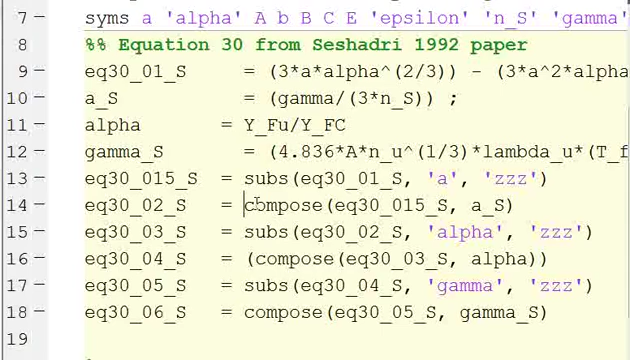 7 – syms a 'alpha' A b B C E 'epsilon' 'n_S' 'gamma'
8 %% Equation 30 from Seshadri 1992 paper
9 – eq30_01_S = (3*a*alpha^(2/3)) - (3*a^2*alpha
10 – a_S = (gamma/(3*n_S)) ;
11 – alpha = Y_Fu/Y_FC
12 – gamma_S = (4.836*A*n_u^(1/3)*lambda_u*(T_f
13 – eq30_015_S = subs(eq30_01_S, 'a', 'zzz')
14 – eq30_02_S = compose(eq30_015_S, a_S)
15 – eq30_03_S = subs(eq30_02_S, 'alpha', 'zzz')
16 – eq30_04_S = (compose(eq30_03_S, alpha))
17 – eq30_05_S = subs(eq30_04_S, 'gamma', 'zzz')
18 – eq30_06_S = compose(eq30_05_S, gamma_S)
19